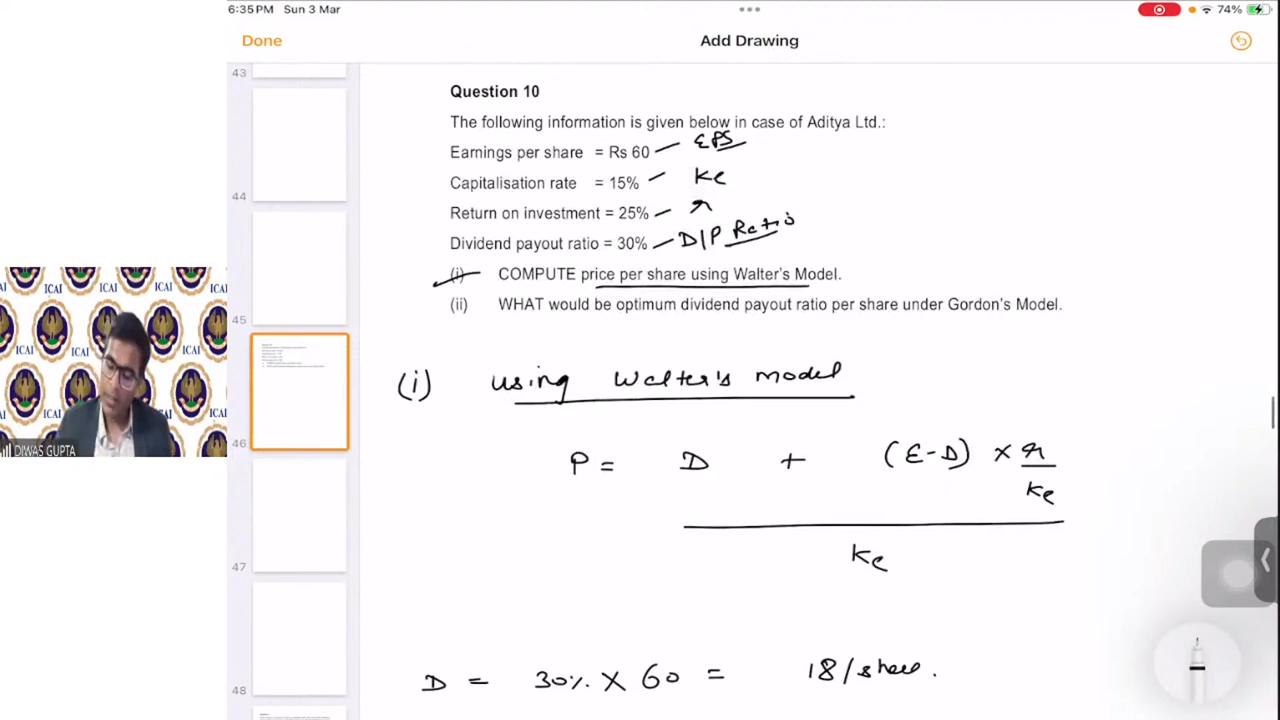 6:35 PM Sun 3 Mar
74%
Done
Add Drawing
43
44
45
46
47
48
ICAI ICAI ICAI
DIWAS GUPTA
Question 10
The following information is given below in case of Aditya Ltd.:
Earnings per share = Rs 60 — EPS
Capitalisation rate = 15% — Ke
Return on investment = 25% — r
Dividend payout ratio = 30% — D/P Ratio
(i) COMPUTE price per share using Walter's Model.
(ii) WHAT would be optimum dividend payout ratio per share under Gordon's Model.
(i) using Walter's model
P = D + (E-D) × r
Ke
Ke
D = 30% × 60 = 18/share.